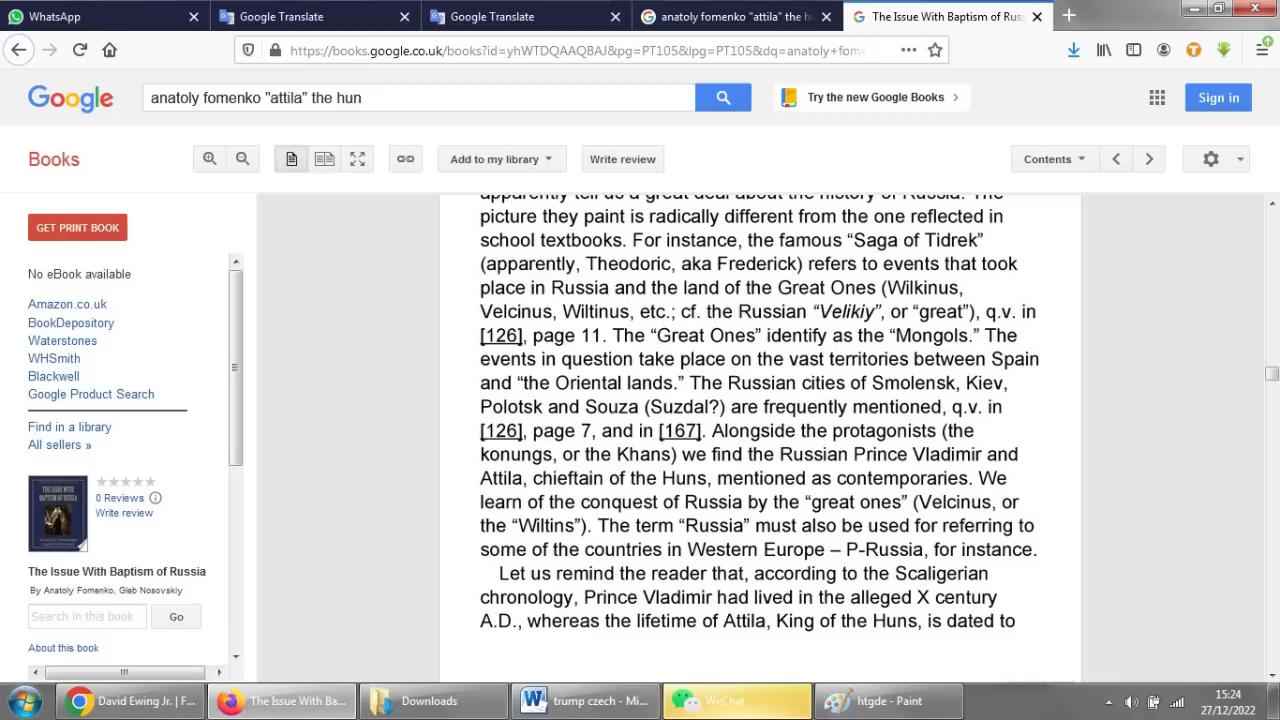 WhatsApp
Google Translate
Google Translate
anatoly fomenko "attila" the h
The Issue With Baptism of Rus
https://books.google.co.uk/books?id=yhWTDQAAQBAJ&pg=PT105&lpg=PT105&dq=anatoly+fome
Google
anatoly fomenko "attila" the hun
Try the new Google Books
Sign in
Books
Add to my library
Write review
Contents
GET PRINT BOOK
No eBook available
Amazon.co.uk
BookDepository
Waterstones
WHSmith
Blackwell
Google Product Search
Find in a library
All sellers »
0 Reviews
Write review
The Issue With Baptism of Russia
By Anatoly Fomenko, Gleb Nosovskiy
Search in this book
Go
About this book
apparently tell us a great deal about the history of Russia. The
picture they paint is radically different from the one reflected in
school textbooks. For instance, the famous “Saga of Tidrek”
(apparently, Theodoric, aka Frederick) refers to events that took
place in Russia and the land of the Great Ones (Wilkinus,
Velcinus, Wiltinus, etc.; cf. the Russian “Velikiy”, or “great”), q.v. in
[126], page 11. The “Great Ones” identify as the “Mongols.” The
events in question take place on the vast territories between Spain
and “the Oriental lands.” The Russian cities of Smolensk, Kiev,
Polotsk and Souza (Suzdal?) are frequently mentioned, q.v. in
[126], page 7, and in [167]. Alongside the protagonists (the
konungs, or the Khans) we find the Russian Prince Vladimir and
Attila, chieftain of the Huns, mentioned as contemporaries. We
learn of the conquest of Russia by the “great ones” (Velcinus, or
the “Wiltins”). The term “Russia” must also be used for referring to
some of the countries in Western Europe – P-Russia, for instance.
Let us remind the reader that, according to the Scaligerian
chronology, Prince Vladimir had lived in the alleged X century
A.D., whereas the lifetime of Attila, King of the Huns, is dated to
David Ewing Jr. | F...
The Issue With Ba...
Downloads
trump czech - Mi...
WeChat
htgde - Paint
15:24
27/12/2022